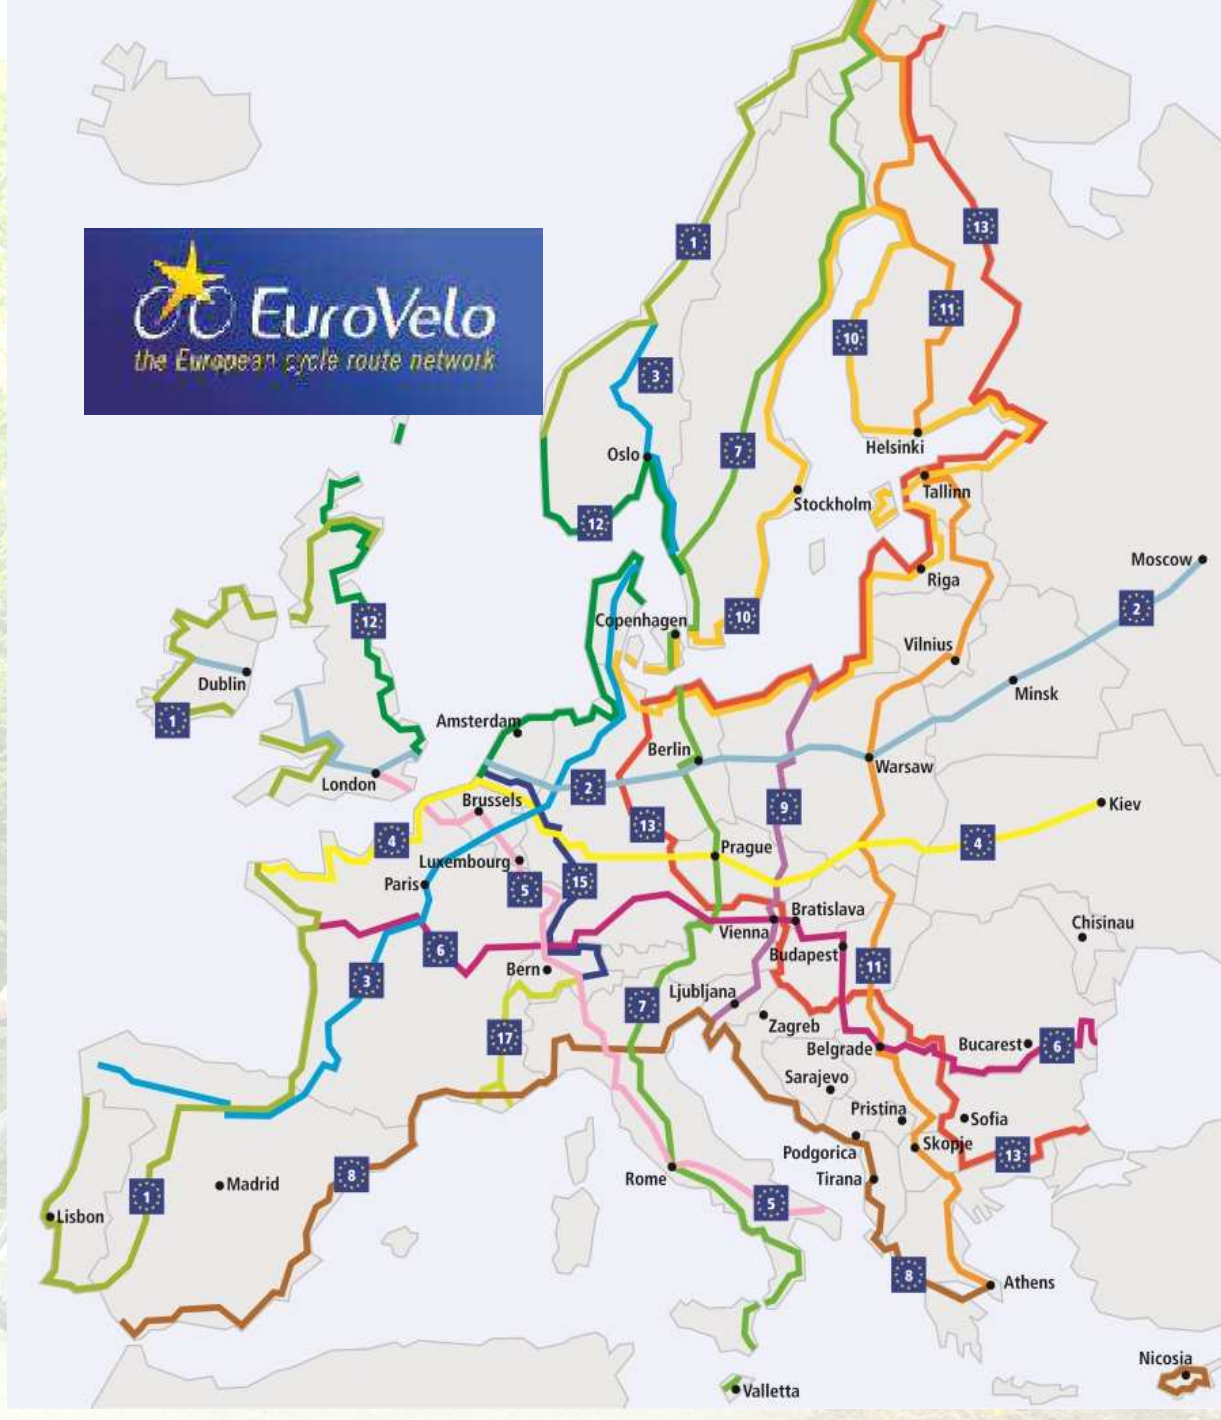 1
13
11
10
EuroVelo
the European cycle route network
3
Helsinki
Oslo
7
Tallinn
Stockholm
12
Moscow
Riga
2
10
12
Copenhagen
Vilnius
Dublin
Minsk
1
Amsterdam
Berlin
Warsaw
London
2
Brussels
Kiev
9
13
4
4
Prague
Luxembourg
Paris
5
15
Bratislava
Chisinau
Vienna
6
Budapest
Bern
11
3
Ljubljana
7
Zagreb
17
Belgrade
Bucarest
6
Sarajevo
Pristina
Sofia
Skopje
Podgorica
13
8
Rome
Tirana
Madrid
1
5
Lisbon
8
Athens
Nicosia
Valletta